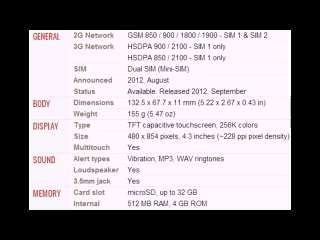 GENERAL 2G Network GSM 850 / 900 / 1800 / 1900 - SIM 1 & SIM 2
3G Network HSDPA 900 / 2100 - SIM 1 only
HSDPA 850 / 2100 - SIM 1 only
SIM Dual SIM (Mini-SIM)
Announced 2012, August
Status Available. Released 2012, September
BODY Dimensions 132.5 x 67.7 x 11 mm (5.22 x 2.67 x 0.43 in)
Weight 155 g (5.47 oz)
DISPLAY Type TFT capacitive touchscreen, 256K colors
Size 480 x 854 pixels, 4.3 inches (~228 ppi pixel density)
Multitouch Yes
SOUND Alert types Vibration, MP3, WAV ringtones
Loudspeaker Yes
3.5mm jack Yes
MEMORY Card slot microSD, up to 32 GB
Internal 512 MB RAM, 4 GB ROM